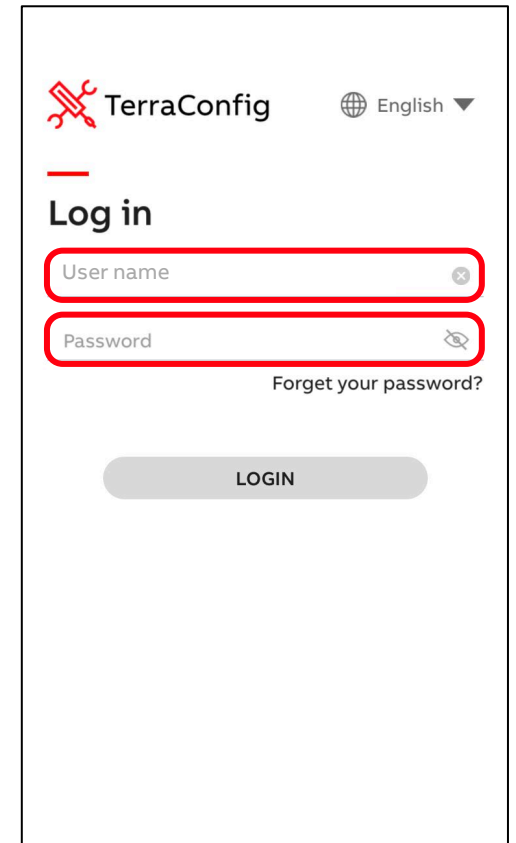 TerraConfig English
Log in
User name
Password
Forget your password?
LOGIN